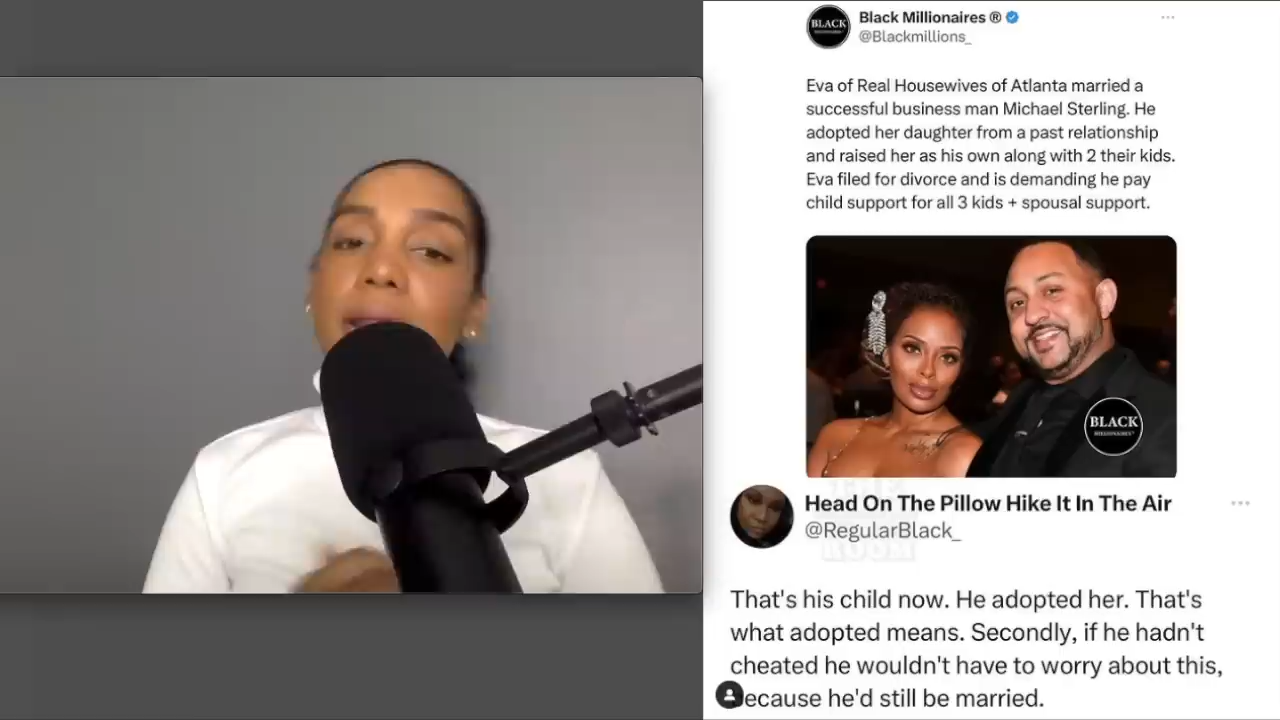 Black Millionaires ®
@Blackmillions_
Eva of Real Housewives of Atlanta married a
successful business man Michael Sterling. He
adopted her daughter from a past relationship
and raised her as his own along with 2 their kids.
Eva filed for divorce and is demanding he pay
child support for all 3 kids + spousal support.
BLACK
MILLIONAIRES
Head On The Pillow Hike It In The Air
@RegularBlack_
ROOM
That's his child now. He adopted her. That's
what adopted means. Secondly, if he hadn't
cheated he wouldn't have to worry about this,
because he'd still be married.